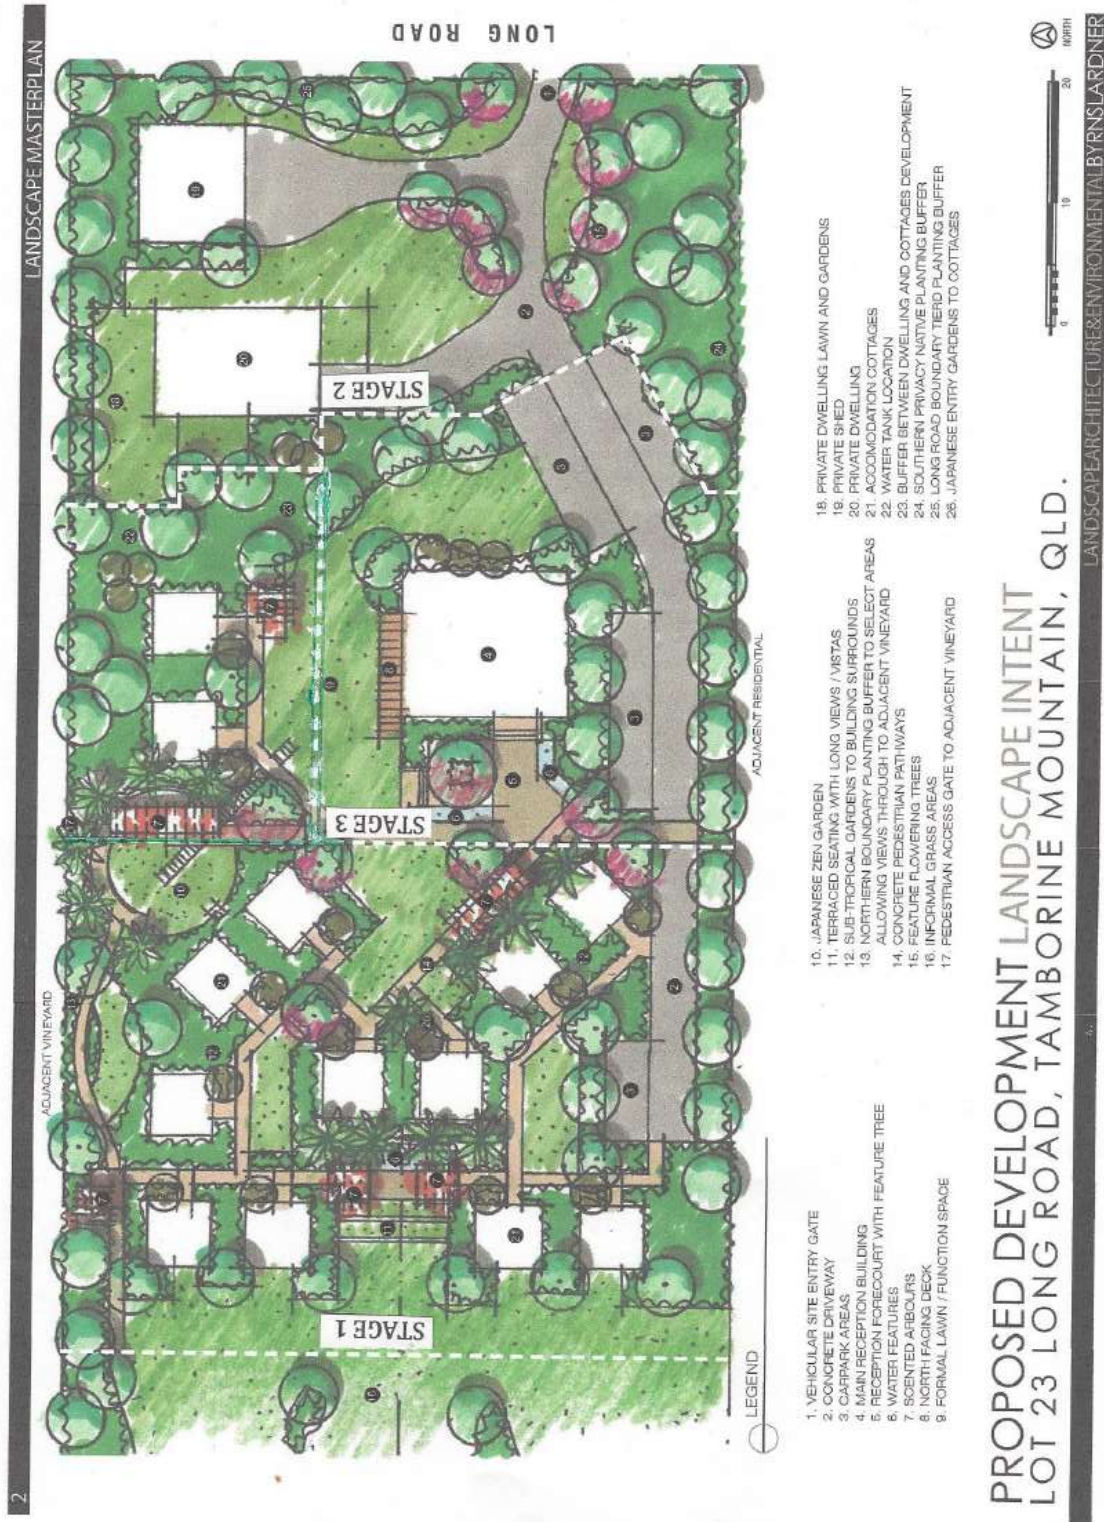 2
LANDSCAPE MASTERPLAN
ADJACENT VINEYARD
LONG ROAD
STAGE 1
STAGE 3
STAGE 2
ADJACENT RESIDENTIAL
LEGEND
1. VEHICULAR SITE ENTRY GATE
2. CONCRETE DRIVEWAY
3. CARPARK AREAS
4. MAIN RECEPTION BUILDING
5. RECEPTION FORECOURT WITH FEATURE TREE
6. WATER FEATURES
7. SCENTED ARBOURS
8. NORTH FACING DECK
9. FORMAL LAWN / FUNCTION SPACE
10. JAPANESE ZEN GARDEN
11. TERRACED SEATING WITH LONG VIEWS / VISTAS
12. SUB-TROPICAL GARDENS TO BUILDING SURROUNDS
13. NORTHERN BOUNDARY PLANTING BUFFER TO SELECT AREAS
ALLOWING VIEWS THROUGH TO ADJACENT VINEYARD
14. CONCRETE PEDESTRIAN PATHWAYS
15. FEATURE FLOWERING TREES
16. INFORMAL GRASS AREAS
17. PEDESTRIAN ACCESS GATE TO ADJACENT VINEYARD
18. PRIVATE DWELLING LAWN AND GARDENS
19. PRIVATE SHED
20. PRIVATE DWELLING
21. ACCOMODATION COTTAGES
22. WATER TANK LOCATION
23. BUFFER BETWEEN DWELLING AND COTTAGES DEVELOPMENT
24. SOUTHERN PRIVACY NATIVE PLANTING BUFFER
25. LONG ROAD BOUNDARY TIERD PLANTING BUFFER
26. JAPANESE ENTRY GARDENS TO COTTAGES
PROPOSED DEVELOPMENT LANDSCAPE INTENT
LOT 23 LONG ROAD, TAMBORINE MOUNTAIN, QLD.
0 10 20
NORTH
LANDSCAPEARCHITECTURE&ENVIRONMENTALBYRNSLARDNER